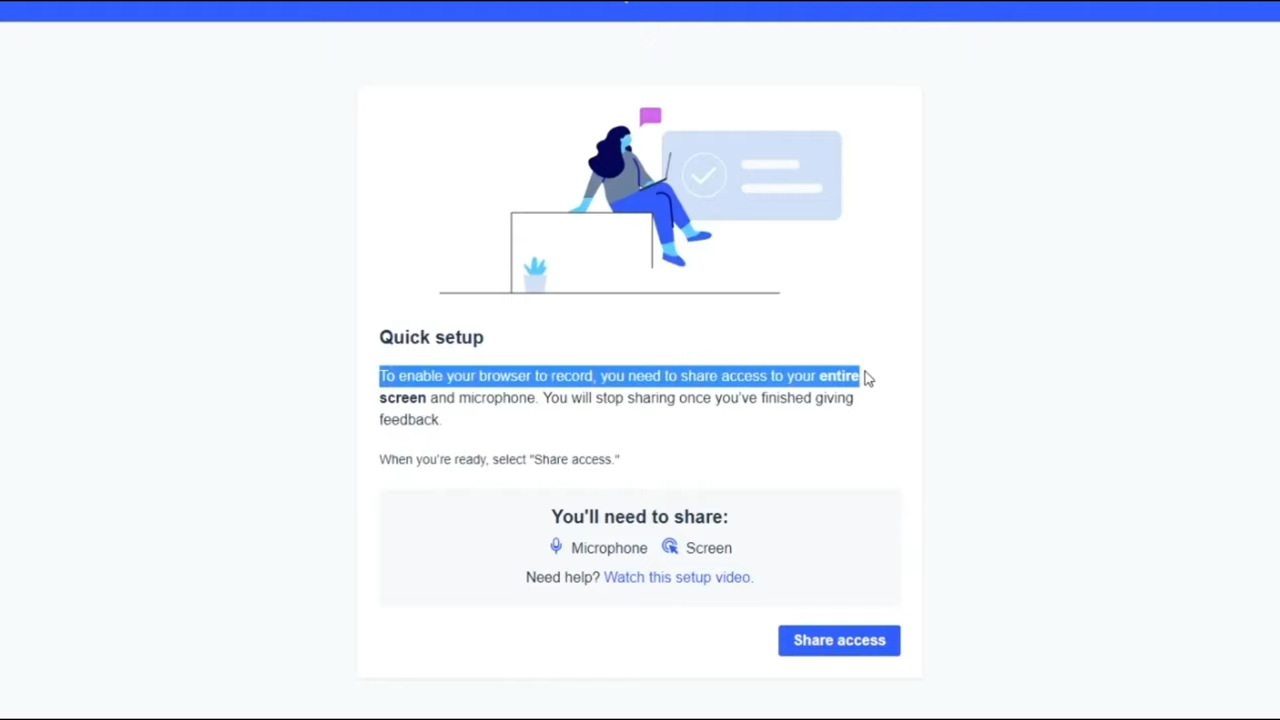 Quick setup
To enable your browser to record, you need to share access to your entire
screen and microphone. You will stop sharing once you've finished giving
feedback.
When you're ready, select "Share access."
You'll need to share:
Microphone Screen
Need help? Watch this setup video.
Share access